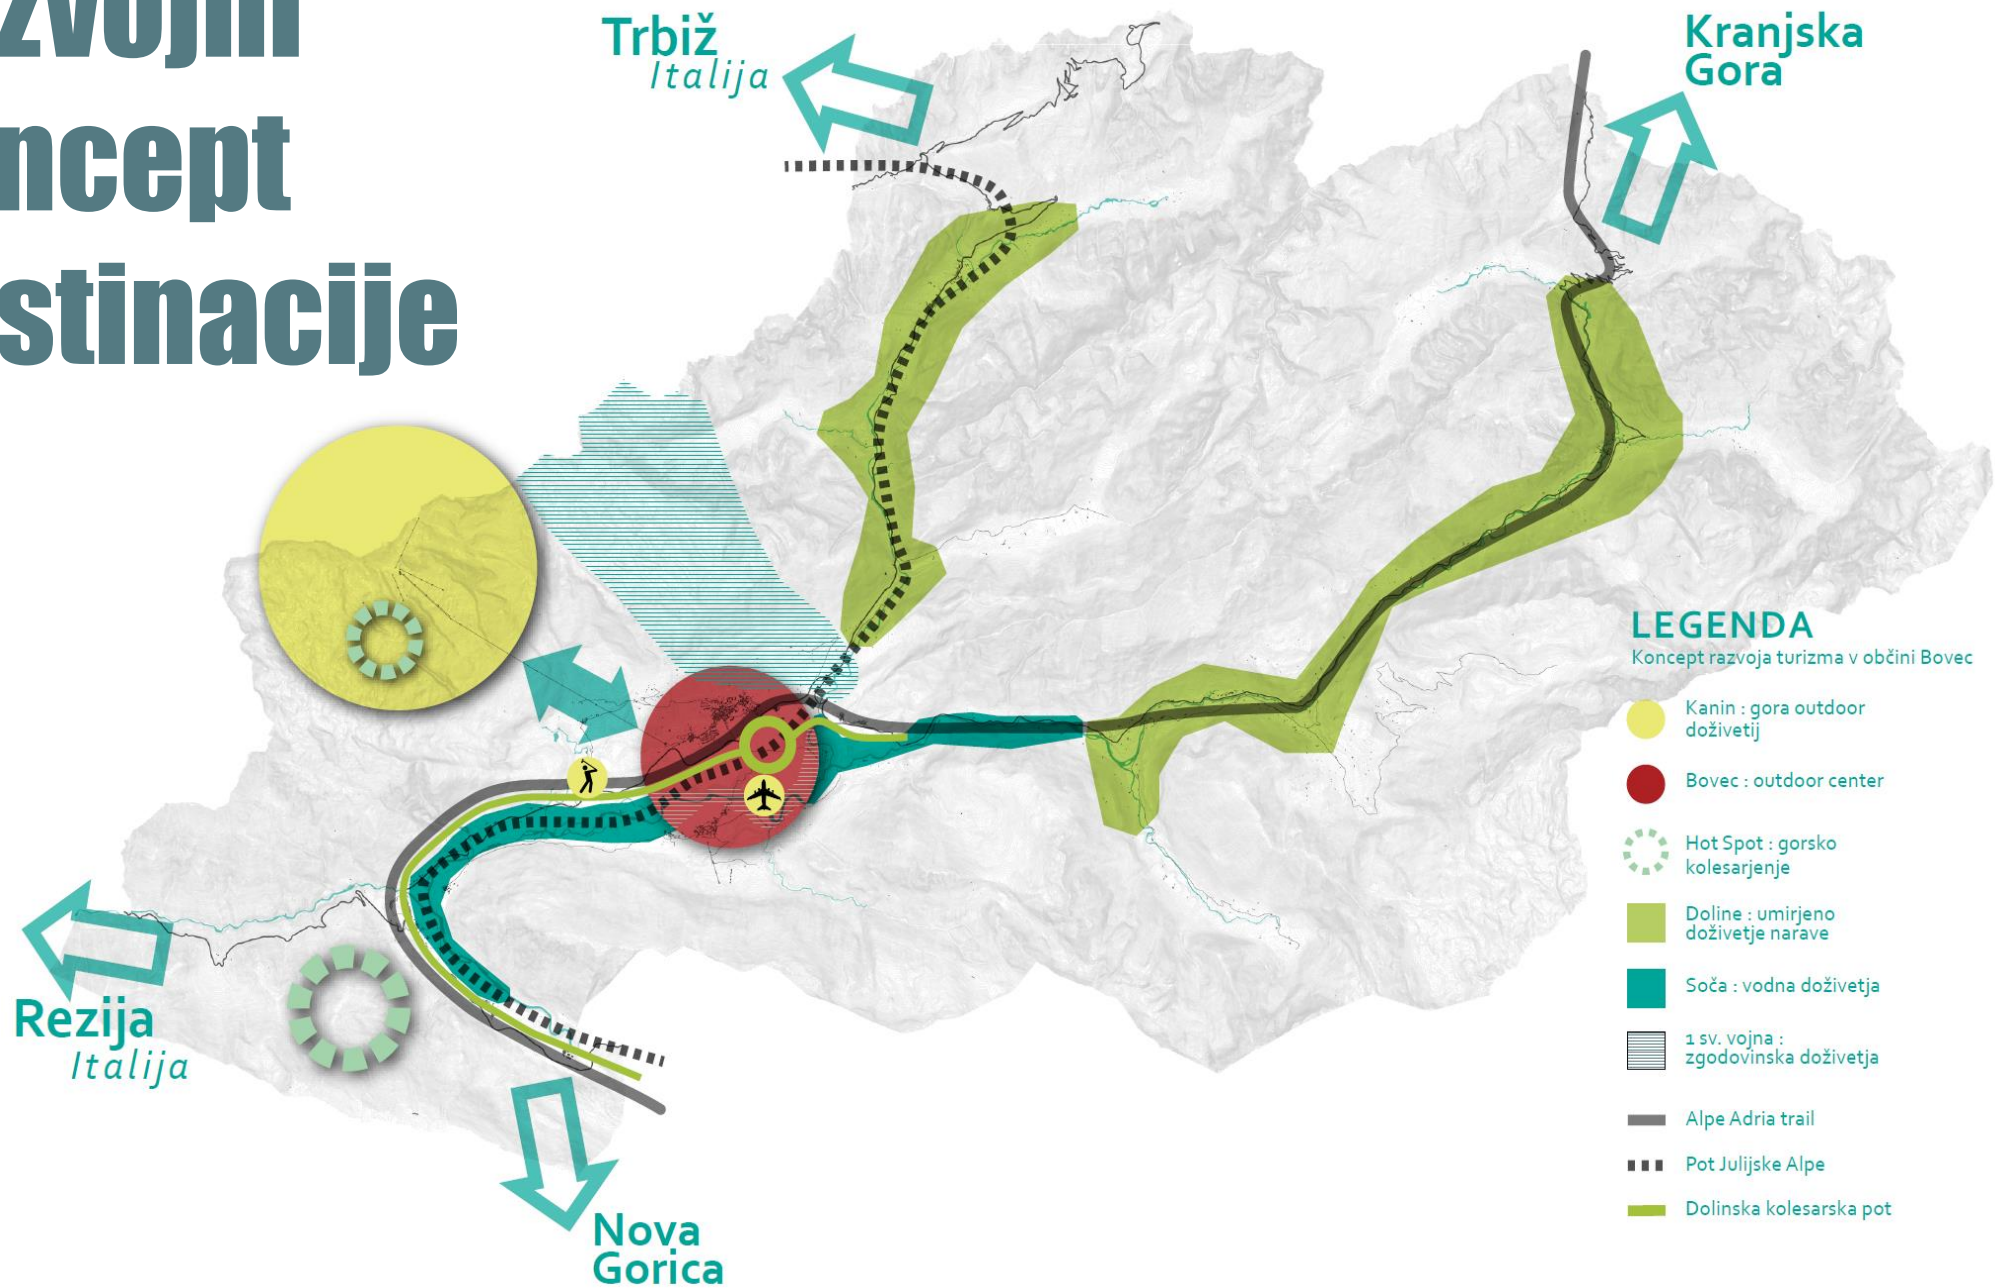 zvojni
ncept
stinacije
Trbiž
Italija
Kranjska
Gora
Rezija
Italija
Nova
Gorica
LEGENDA
Koncept razvoja turizma v občini Bovec
Kanin : gora outdoor
doživetij
Bovec : outdoor center
Hot Spot : gorsko
kolesarjenje
Doline : umirjeno
doživetje narave
Soča : vodna doživetja
1 sv. vojna :
zgodovinska doživetja
Alpe Adria trail
Pot Julijske Alpe
Dolinska kolesarska pot